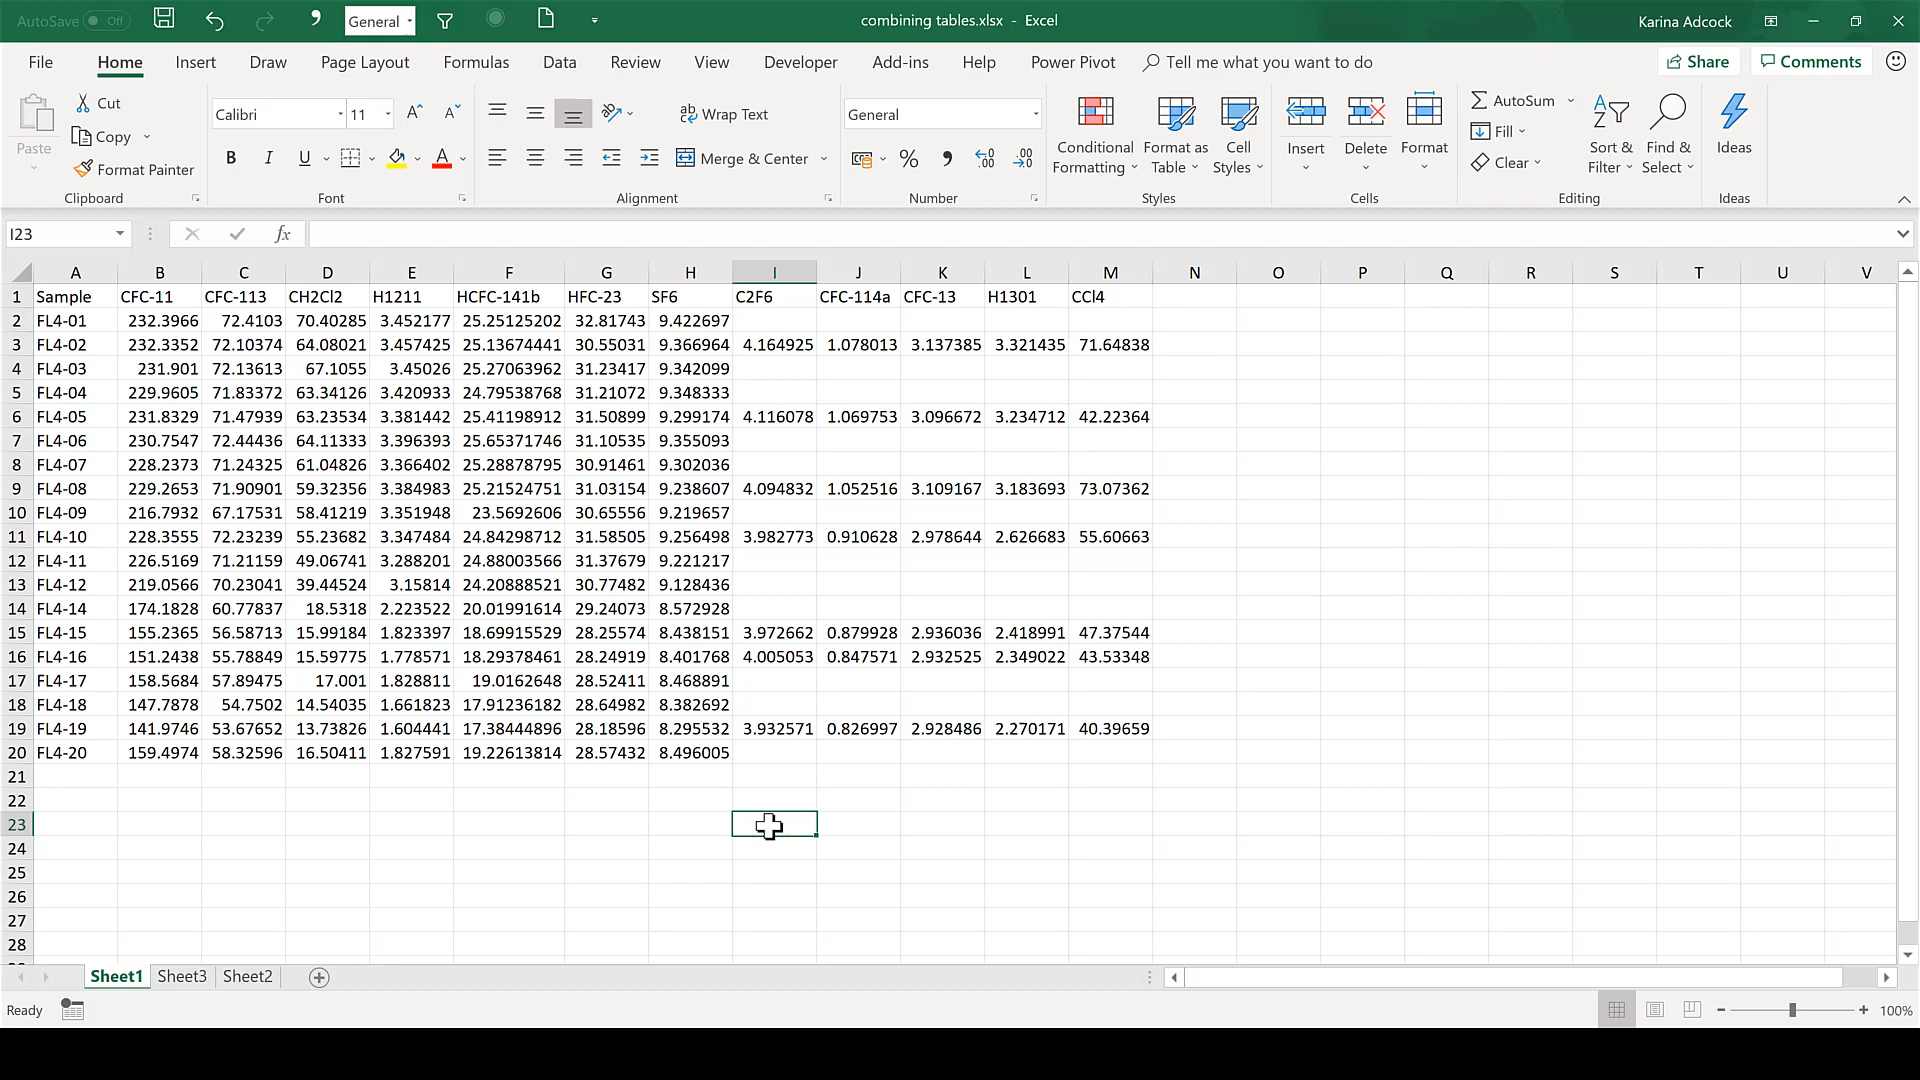 AutoSave Off General combining tables.xlsx - Excel Karina Adcock
File Home Insert Draw Page Layout Formulas Data Review View Developer Add-ins Help Power Pivot Tell me what you want to do Share Comments
Paste
Cut
Copy
Format Painter
Clipboard
Calibri 11
B I U
Font
Wrap Text
Merge & Center
Alignment
General
%
Number
Conditional Formatting
Format as Table
Cell Styles
Styles
Insert
Delete
Format
Cells
AutoSum
Fill
Clear
Sort & Filter
Find & Select
Editing
Ideas
Ideas
I23 fx
A B C D E F G H I J K L M N O P Q R S T U V
1 Sample CFC-11 CFC-113 CH2Cl2 H1211 HCFC-141b HFC-23 SF6 C2F6 CFC-114a CFC-13 H1301 CCl4
2 FL4-01 232.3966 72.4103 70.40285 3.452177 25.25125202 32.81743 9.422697
3 FL4-02 232.3352 72.10374 64.08021 3.457425 25.13674441 30.55031 9.366964 4.164925 1.078013 3.137385 3.321435 71.64838
4 FL4-03 231.901 72.13613 67.1055 3.45026 25.27063962 31.23417 9.342099
5 FL4-04 229.9605 71.83372 63.34126 3.420933 24.79538768 31.21072 9.348333
6 FL4-05 231.8329 71.47939 63.23534 3.381442 25.41198912 31.50899 9.299174 4.116078 1.069753 3.096672 3.234712 42.22364
7 FL4-06 230.7547 72.44436 64.11333 3.396393 25.65371746 31.10535 9.355093
8 FL4-07 228.2373 71.24325 61.04826 3.366402 25.28878795 30.91461 9.302036
9 FL4-08 229.2653 71.90901 59.32356 3.384983 25.21524751 31.03154 9.238607 4.094832 1.052516 3.109167 3.183693 73.07362
10 FL4-09 216.7932 67.17531 58.41219 3.351948 23.5692606 30.65556 9.219657
11 FL4-10 228.3555 72.23239 55.23682 3.347484 24.84298712 31.58505 9.256498 3.982773 0.910628 2.978644 2.626683 55.60663
12 FL4-11 226.5169 71.21159 49.06741 3.288201 24.88003566 31.37679 9.221217
13 FL4-12 219.0566 70.23041 39.44524 3.15814 24.20888521 30.77482 9.128436
14 FL4-14 174.1828 60.77837 18.5318 2.223522 20.01991614 29.24073 8.572928
15 FL4-15 155.2365 56.58713 15.99184 1.823397 18.69915529 28.25574 8.438151 3.972662 0.879928 2.936036 2.418991 47.37544
16 FL4-16 151.2438 55.78849 15.59775 1.778571 18.29378461 28.24919 8.401768 4.005053 0.847571 2.932525 2.349022 43.53348
17 FL4-17 158.5684 57.89475 17.001 1.828811 19.0162648 28.52411 8.468891
18 FL4-18 147.7878 54.7502 14.54035 1.661823 17.91236182 28.64982 8.382692
19 FL4-19 141.9746 53.67652 13.73826 1.604441 17.38444896 28.18596 8.295532 3.932571 0.826997 2.928486 2.270171 40.39659
20 FL4-20 159.4974 58.32596 16.50411 1.827591 19.22613814 28.57432 8.496005
21
22
23
24
25
26
27
28
Sheet1 Sheet3 Sheet2
Ready 100%